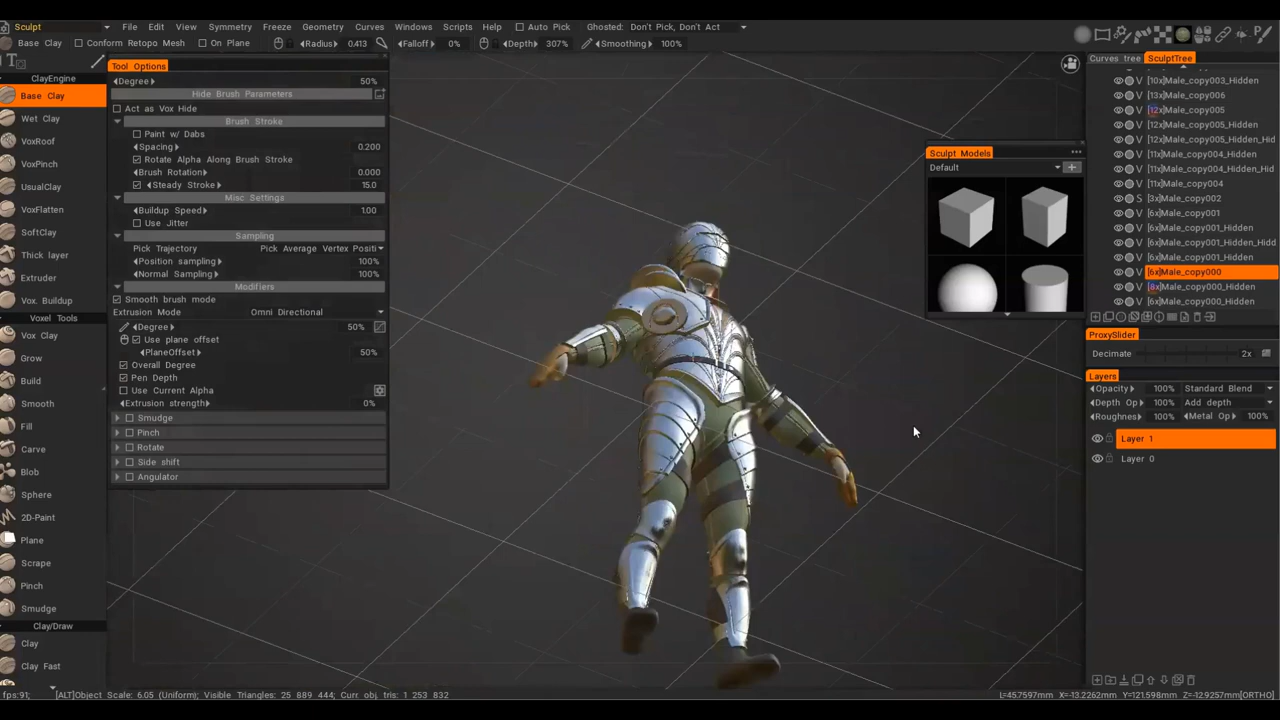 Sculpt File Edit View Symmetry Freeze Geometry Curves Windows Scripts Help Auto Pick Ghosted: Don't Pick, Don't Act
Base Clay Conform Retopo Mesh On Plane Radius 0.413 Falloff 0% Depth 307% Smoothing 100%
ClayEngine
Base Clay
Wet Clay
VoxRoof
VoxPinch
UsualClay
VoxFlatten
SoftClay
Thick layer
Extruder
Vox. Buildup
Voxel Tools
Vox Clay
Grow
Build
Smooth
Fill
Carve
Blob
Sphere
2D-Paint
Plane
Scrape
Pinch
Smudge
Clay/Draw
Clay
Clay Fast
Tool Options
Degree 50%
Hide Brush Parameters
Act as Vox Hide
Brush Stroke
Paint w/ Dabs
Spacing 0.200
Rotate Alpha Along Brush Stroke
Brush Rotation 0.000
Steady Stroke 15.0
Misc Settings
Buildup Speed 1.00
Use Jitter
Sampling
Pick Trajectory Pick Average Vertex Positi
Position sampling 100%
Normal Sampling 100%
Modifiers
Smooth brush mode
Extrusion Mode Omni Directional
Degree 50%
Use plane offset
PlaneOffset 50%
Overall Degree
Pen Depth
Use Current Alpha
Extrusion strength 0%
Smudge
Pinch
Rotate
Side shift
Angulator
Sculpt Models
Default
Curves tree SculptTree
V [10x]Male_copy003_Hidden
V [13x]Male_copy006
V [12x]Male_copy005
V [12x]Male_copy005_Hidden
V [12x]Male_copy005_Hidden
V [11x]Male_copy004_Hidden
V [11x]Male_copy004_Hidden_Hid
V [11x]Male_copy004
S [3x]Male_copy002
V [6x]Male_copy001
V [6x]Male_copy001_Hidden_Hidd
V [6x]Male_copy001_Hidden
V [6x]Male_copy000
V [8x]Male_copy000_Hidden
V [6x]Male_copy000_Hidden
ProxySlider
Decimate 2x
Layers
Opacity 100% Standard Blend
Depth Op 100% Add depth
Roughness 100% Metal Op 100%
Layer 1
Layer 0
fps:91; [ALT]Object Scale: 6.05 (Uniform), Visible Triangles: 25 889 444; Curr. obj. tris: 1 253 832 L=45.7597mm X=-13.2262mm Y=121.598mm Z=-12.9257mm [ORTHO]